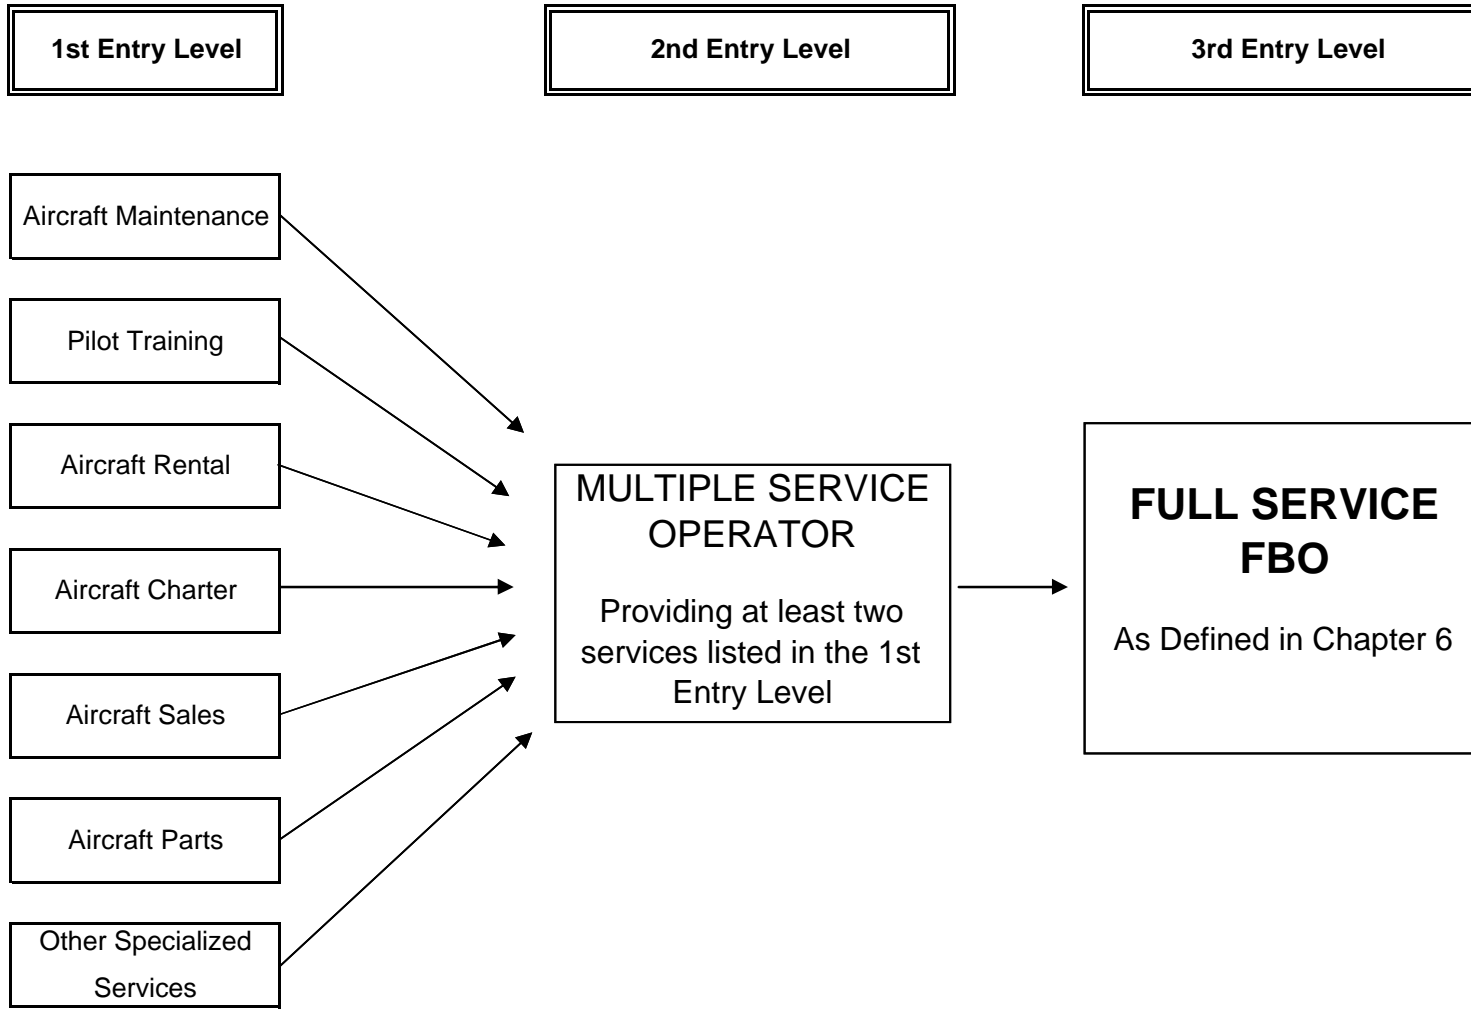 1st Entry Level
2nd Entry Level
3rd Entry Level
Aircraft Maintenance
Pilot Training
Aircraft Rental
Aircraft Charter
Aircraft Sales
Aircraft Parts
Other Specialized
Services
MULTIPLE SERVICE
OPERATOR
Providing at least two
services listed in the 1st
Entry Level
FULL SERVICE
FBO
As Defined in Chapter 6